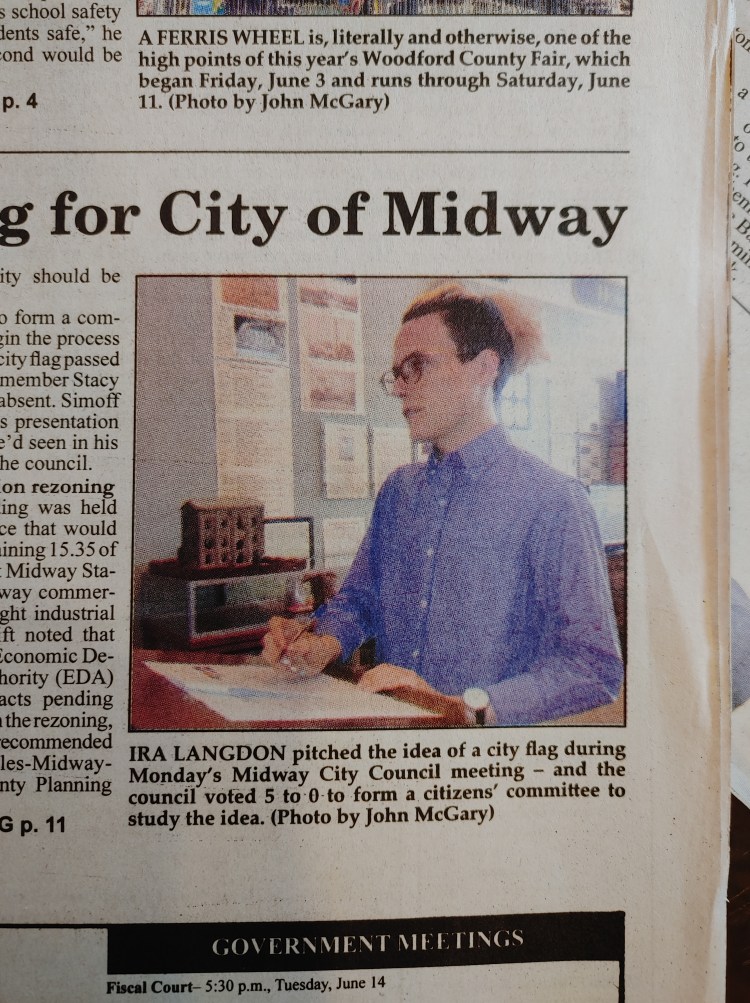 s school safety
dents safe,” he
cond would be
p. 4
A FERRIS WHEEL is, literally and otherwise, one of the
high points of this year’s Woodford County Fair, which
began Friday, June 3 and runs through Saturday, June
11. (Photo by John McGary)
g for City of Midway
ity should be
o form a com-
gin the process
city flag passed
member Stacy
absent. Simoff
s presentation
e’d seen in his
he council.
ion rezoning
ing was held
ce that would
aining 15.35 of
t Midway Sta-
way commer-
ght industrial
ft noted that
Economic De-
hority (EDA)
acts pending
n the rezoning,
recommended
les-Midway-
nty Planning
G p. 11
IRA LANGDON pitched the idea of a city flag during
Monday’s Midway City Council meeting – and the
council voted 5 to 0 to form a citizens’ committee to
study the idea. (Photo by John McGary)
GOVERNMENT MEETINGS
Fiscal Court– 5:30 p.m., Tuesday, June 14